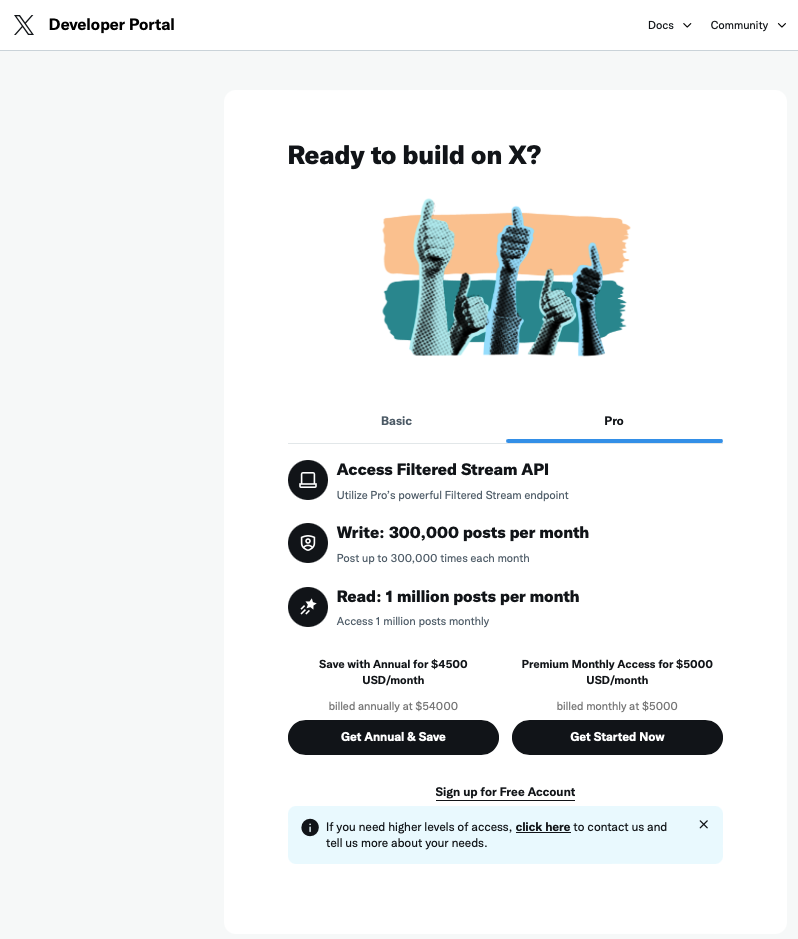 Developer Portal
Docs
Community
Ready to build on X?
Basic
Pro
Access Filtered Stream API
Utilize Pro's powerful Filtered Stream endpoint
Write: 300,000 posts per month
Post up to 300,000 times each month
Read: 1 million posts per month
Access 1 million posts monthly
Save with Annual for $4500
USD/month
billed annually at $54000
Get Annual & Save
Premium Monthly Access for $5000
USD/month
billed monthly at $5000
Get Started Now
Sign up for Free Account
If you need higher levels of access, click here to contact us and
tell us more about your needs.